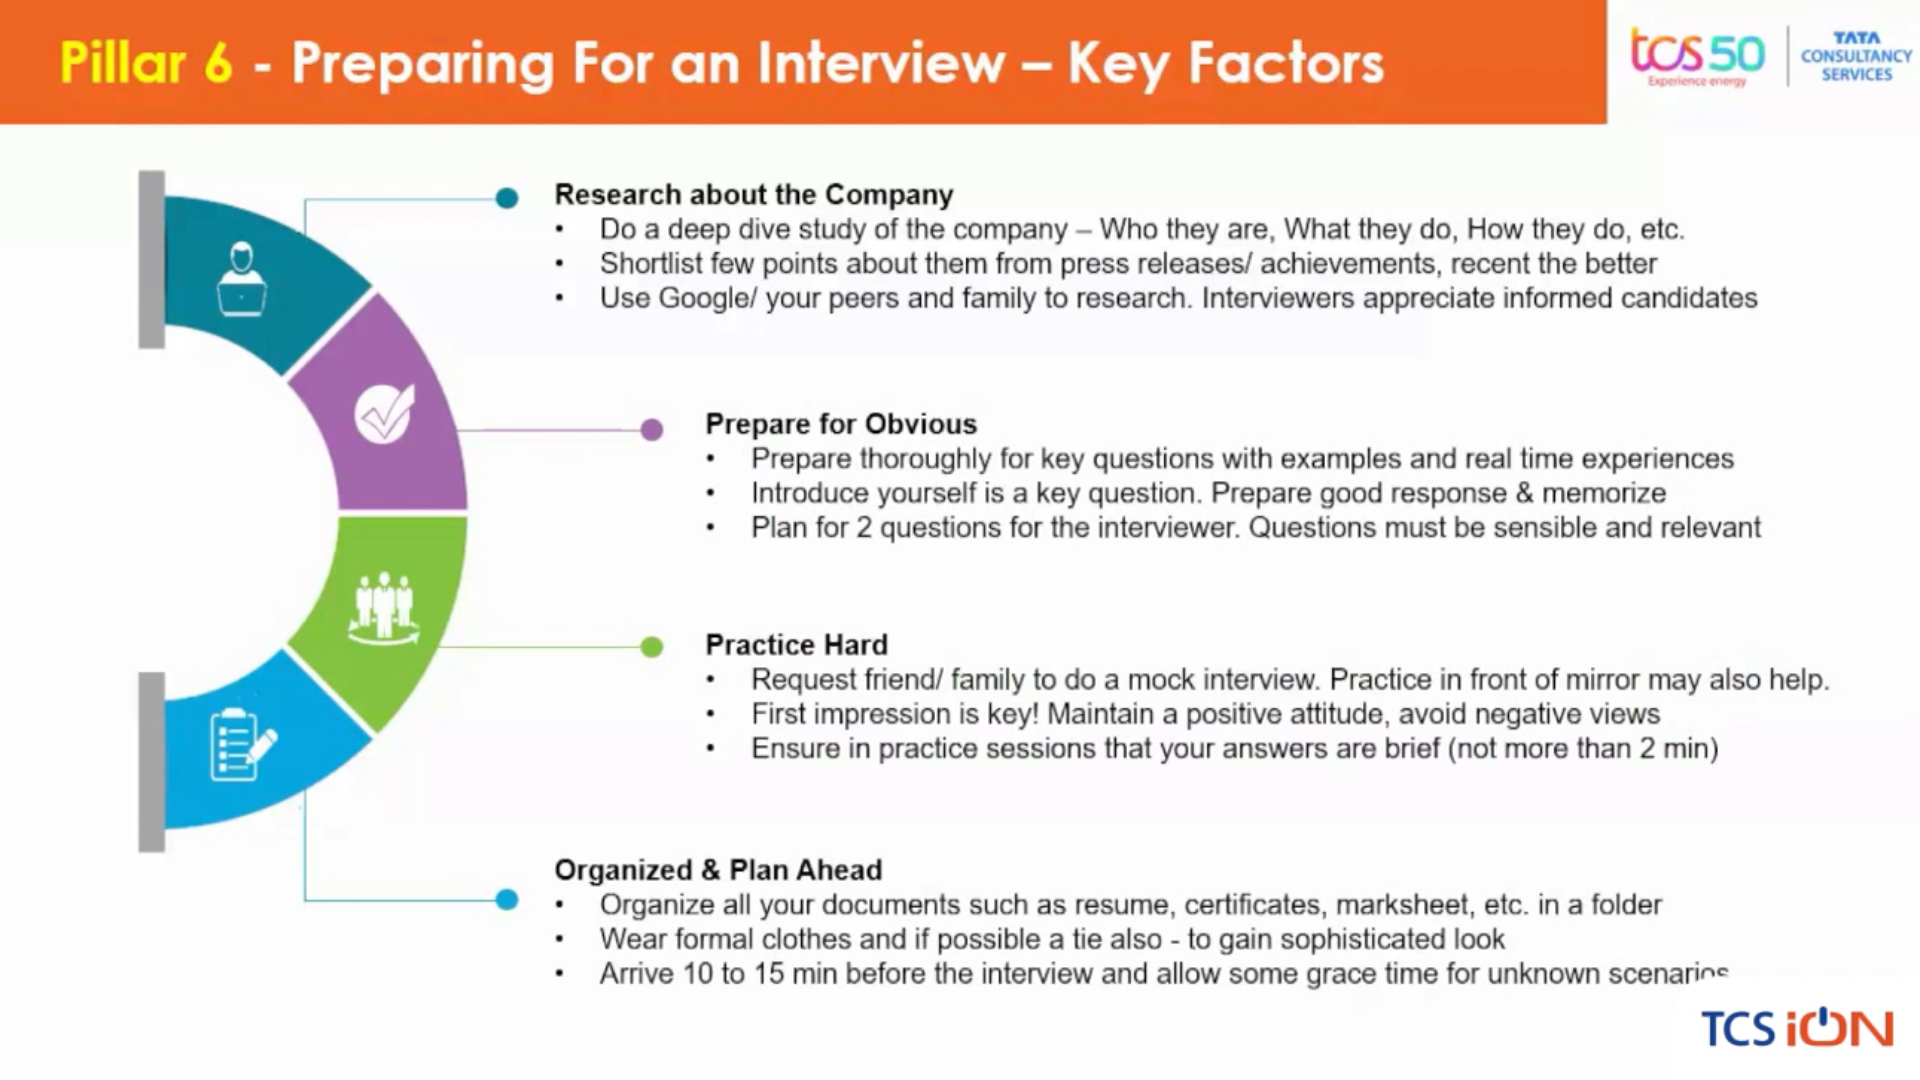 Pillar 6 - Preparing For an Interview – Key Factors
tcs 50
Experience energy
TATA
CONSULTANCY
SERVICES
Research about the Company
• Do a deep dive study of the company – Who they are, What they do, How they do, etc.
• Shortlist few points about them from press releases/ achievements, recent the better
• Use Google/ your peers and family to research. Interviewers appreciate informed candidates
Prepare for Obvious
• Prepare thoroughly for key questions with examples and real time experiences
• Introduce yourself is a key question. Prepare good response & memorize
• Plan for 2 questions for the interviewer. Questions must be sensible and relevant
Practice Hard
• Request friend/ family to do a mock interview. Practice in front of mirror may also help.
• First impression is key! Maintain a positive attitude, avoid negative views
• Ensure in practice sessions that your answers are brief (not more than 2 min)
Organized & Plan Ahead
• Organize all your documents such as resume, certificates, marksheet, etc. in a folder
• Wear formal clothes and if possible a tie also - to gain sophisticated look
• Arrive 10 to 15 min before the interview and allow some grace time for unknown scenarios
TCS iON